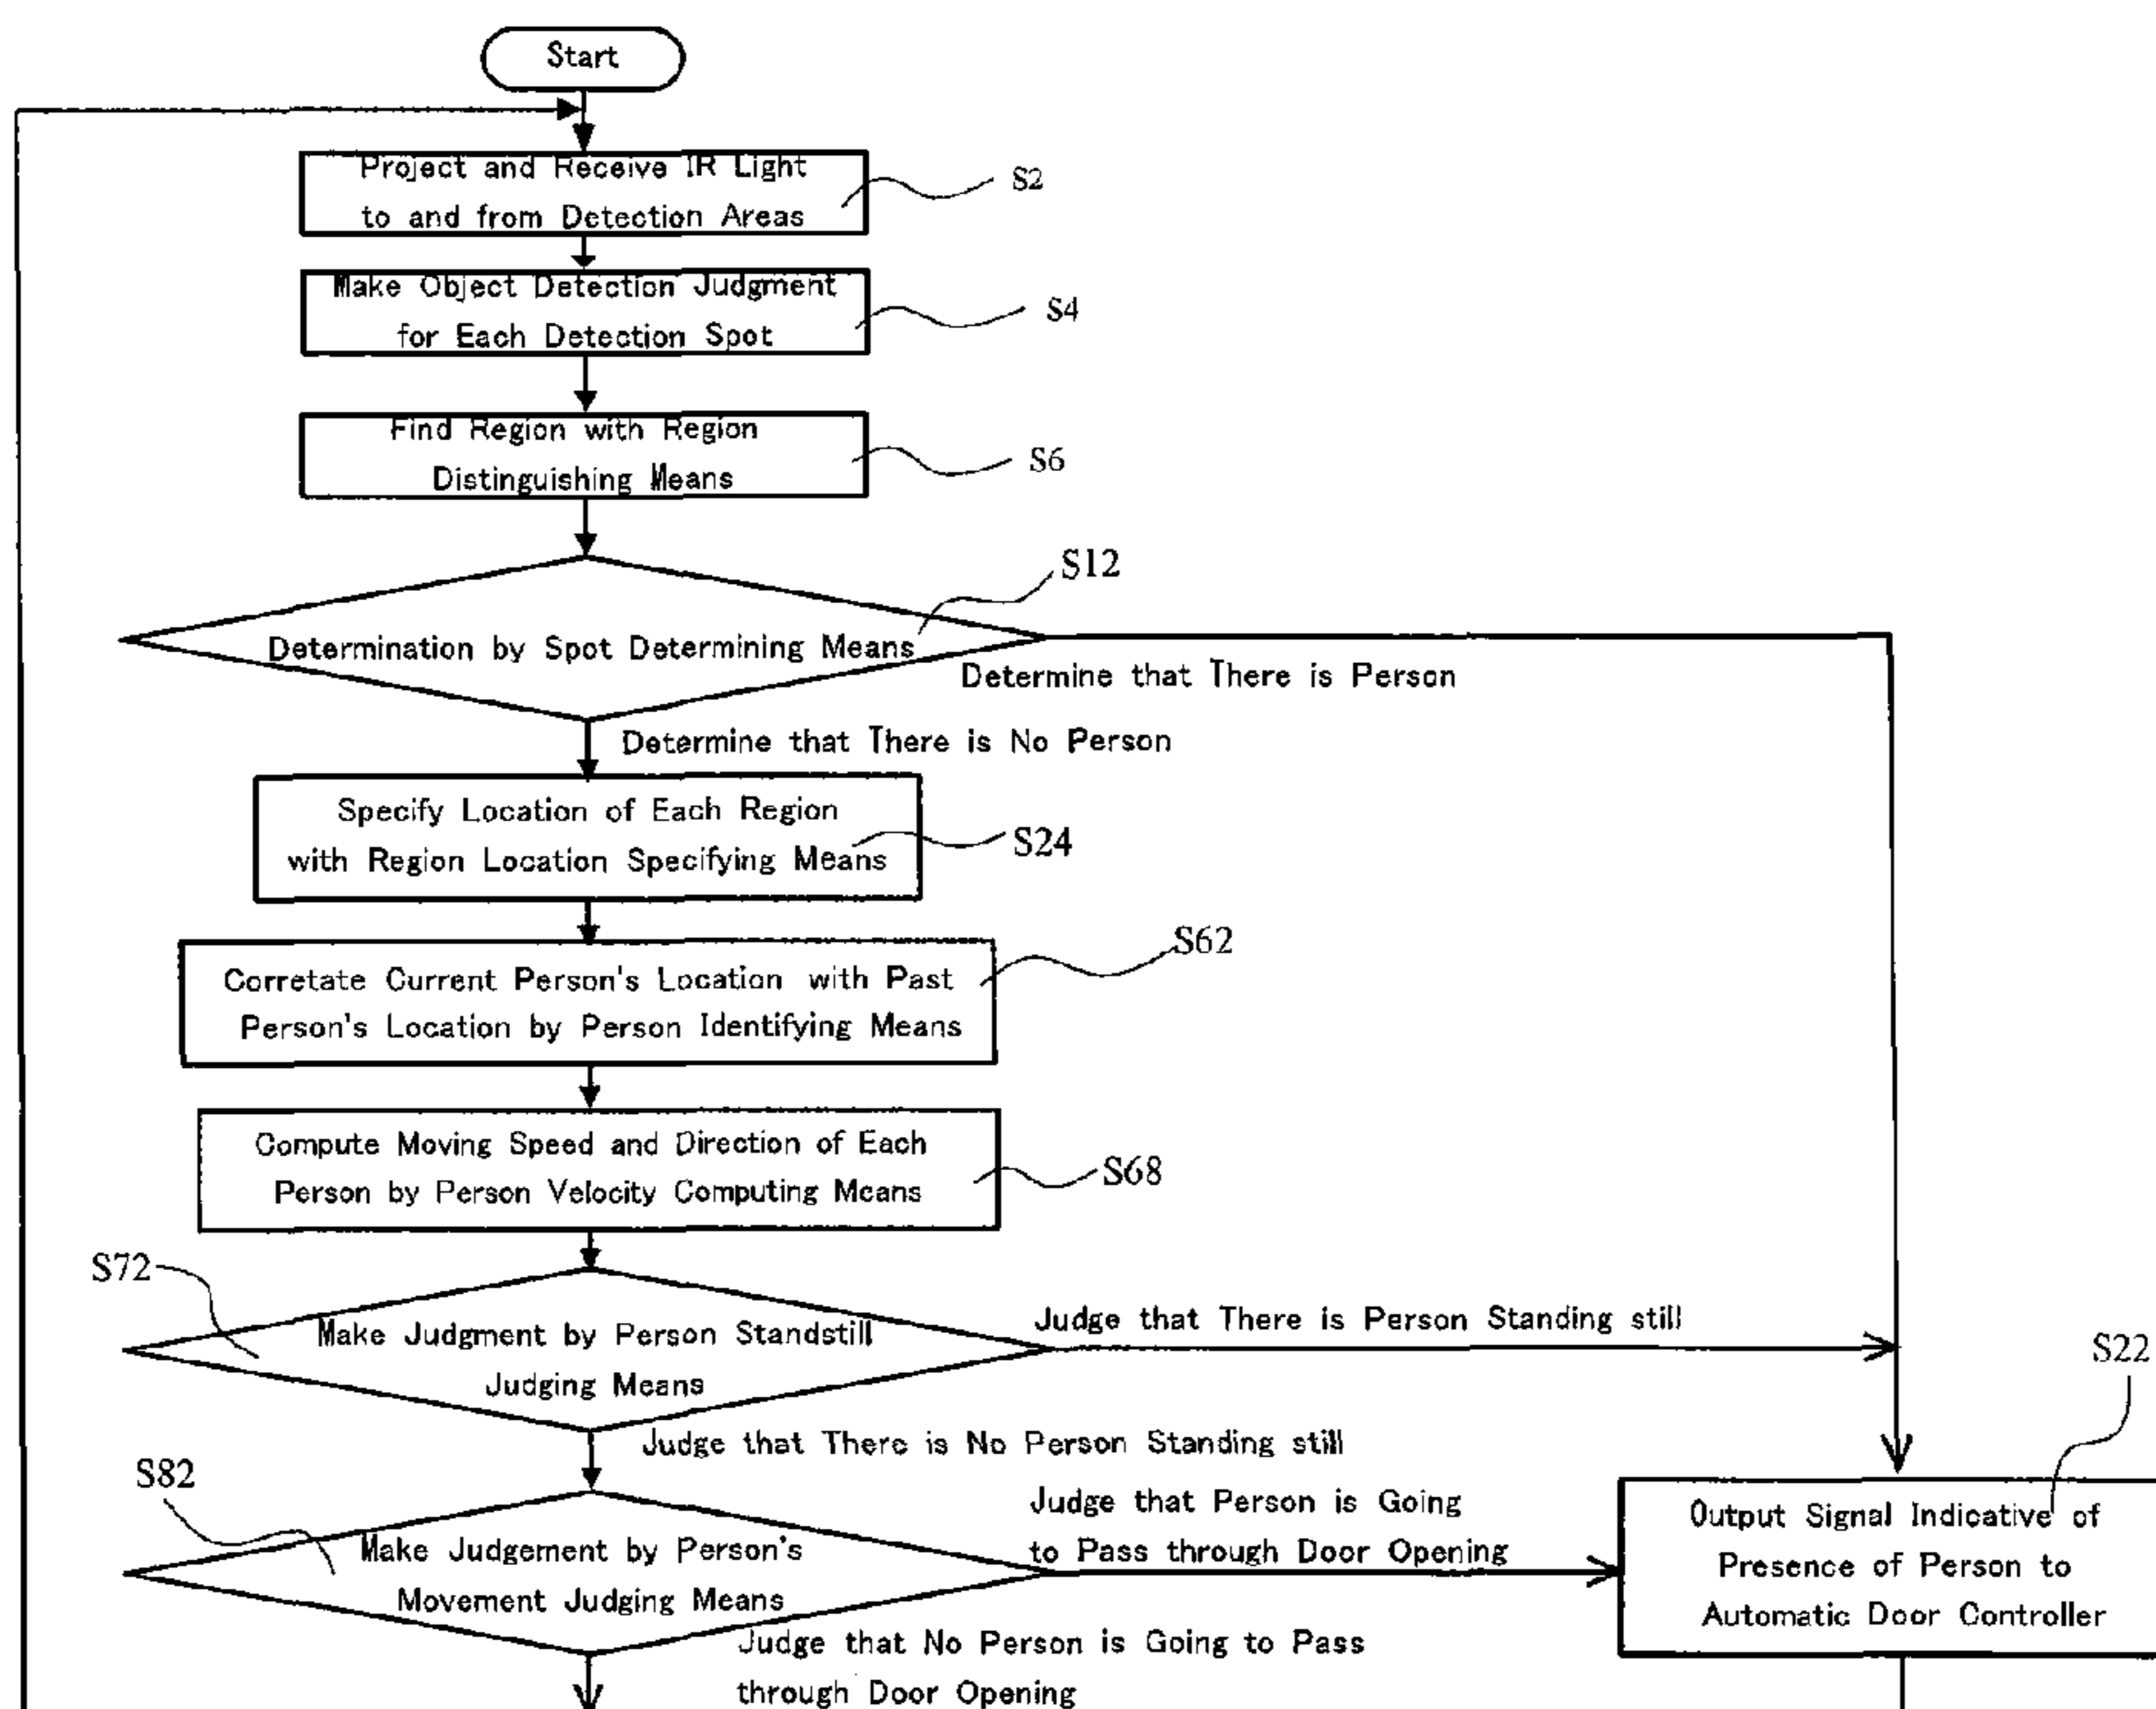 Start
Project and Receive IR Light
to and from Detection Areas
S2
Make Object Detection Judgment
for Each Detection Spot
S4
Find Region with Region
Distinguishing Means
S6
S12
Determination by Spot Determining Means
Determine that There is Person
Determine that There is No Person
Specify Location of Each Region
with Region Location Specifying Means
S24
S62
Corretate Current Person's Location with Past
Person's Location by Person Identifying Means
Compute Moving Speed and Direction of Each
Person by Person Velocity Computing Means
S68
S72
Make Judgment by Person Standstill
Judging Means
Judge that There is Person Standing still
S22
Judge that There is No Person Standing still
S82
Make Judgement by Person's
Movement Judging Means
Judge that Person is Going
to Pass through Door Opening
Output Signal Indicative of
Presence of Person to
Automatic Door Controller
Judge that No Person is Going to Pass
through Door Opening